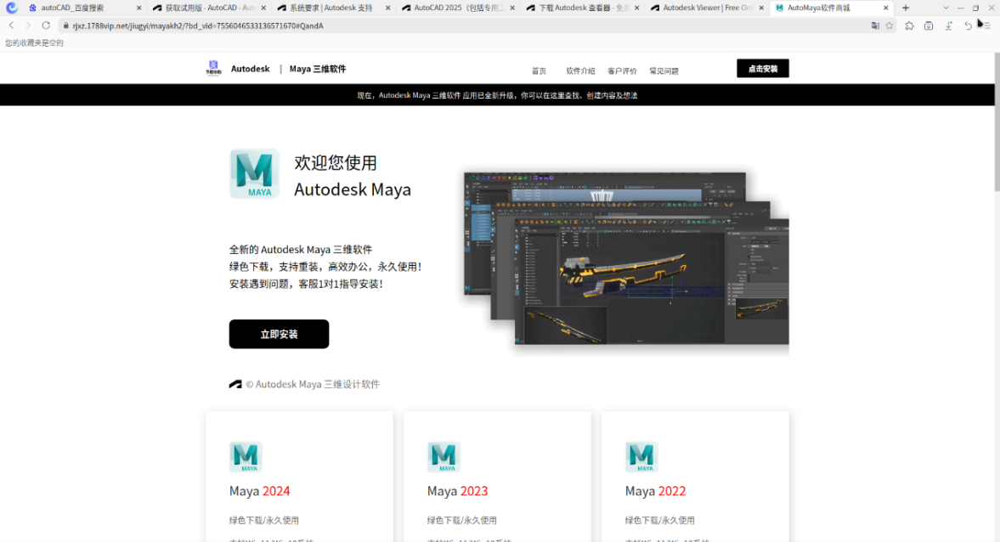 autoCAD_百度搜索
获取试用版 - AutoCAD - Auto
系统要求 | Autodesk 支持
AutoCAD 2025（包括专用工
下载 Autodesk 查看器 - 免费
Autodesk Viewer | Free Onl
AutoMaya软件商城
rjxz.1788vip.net/jiugyi/mayakh2/?bd_vid=7556046533136571670#QandA
您的收藏夹是空的
Autodesk | Maya 三维软件
首页 软件介绍 客户评价 常见问题
点击安装
现在，Autodesk Maya 三维软件 应用已全新升级，你可以在这里查找、创建内容及想法
MAYA
欢迎您使用
Autodesk Maya
全新的 Autodesk Maya 三维软件
绿色下载，支持重装，高效办公，永久使用！
安装遇到问题，客服1对1指导安装！
立即安装
© Autodesk Maya 三维设计软件
MAYA
MAYA
MAYA
Maya 2024
Maya 2023
Maya 2022
绿色下载/永久使用
绿色下载/永久使用
绿色下载/永久使用